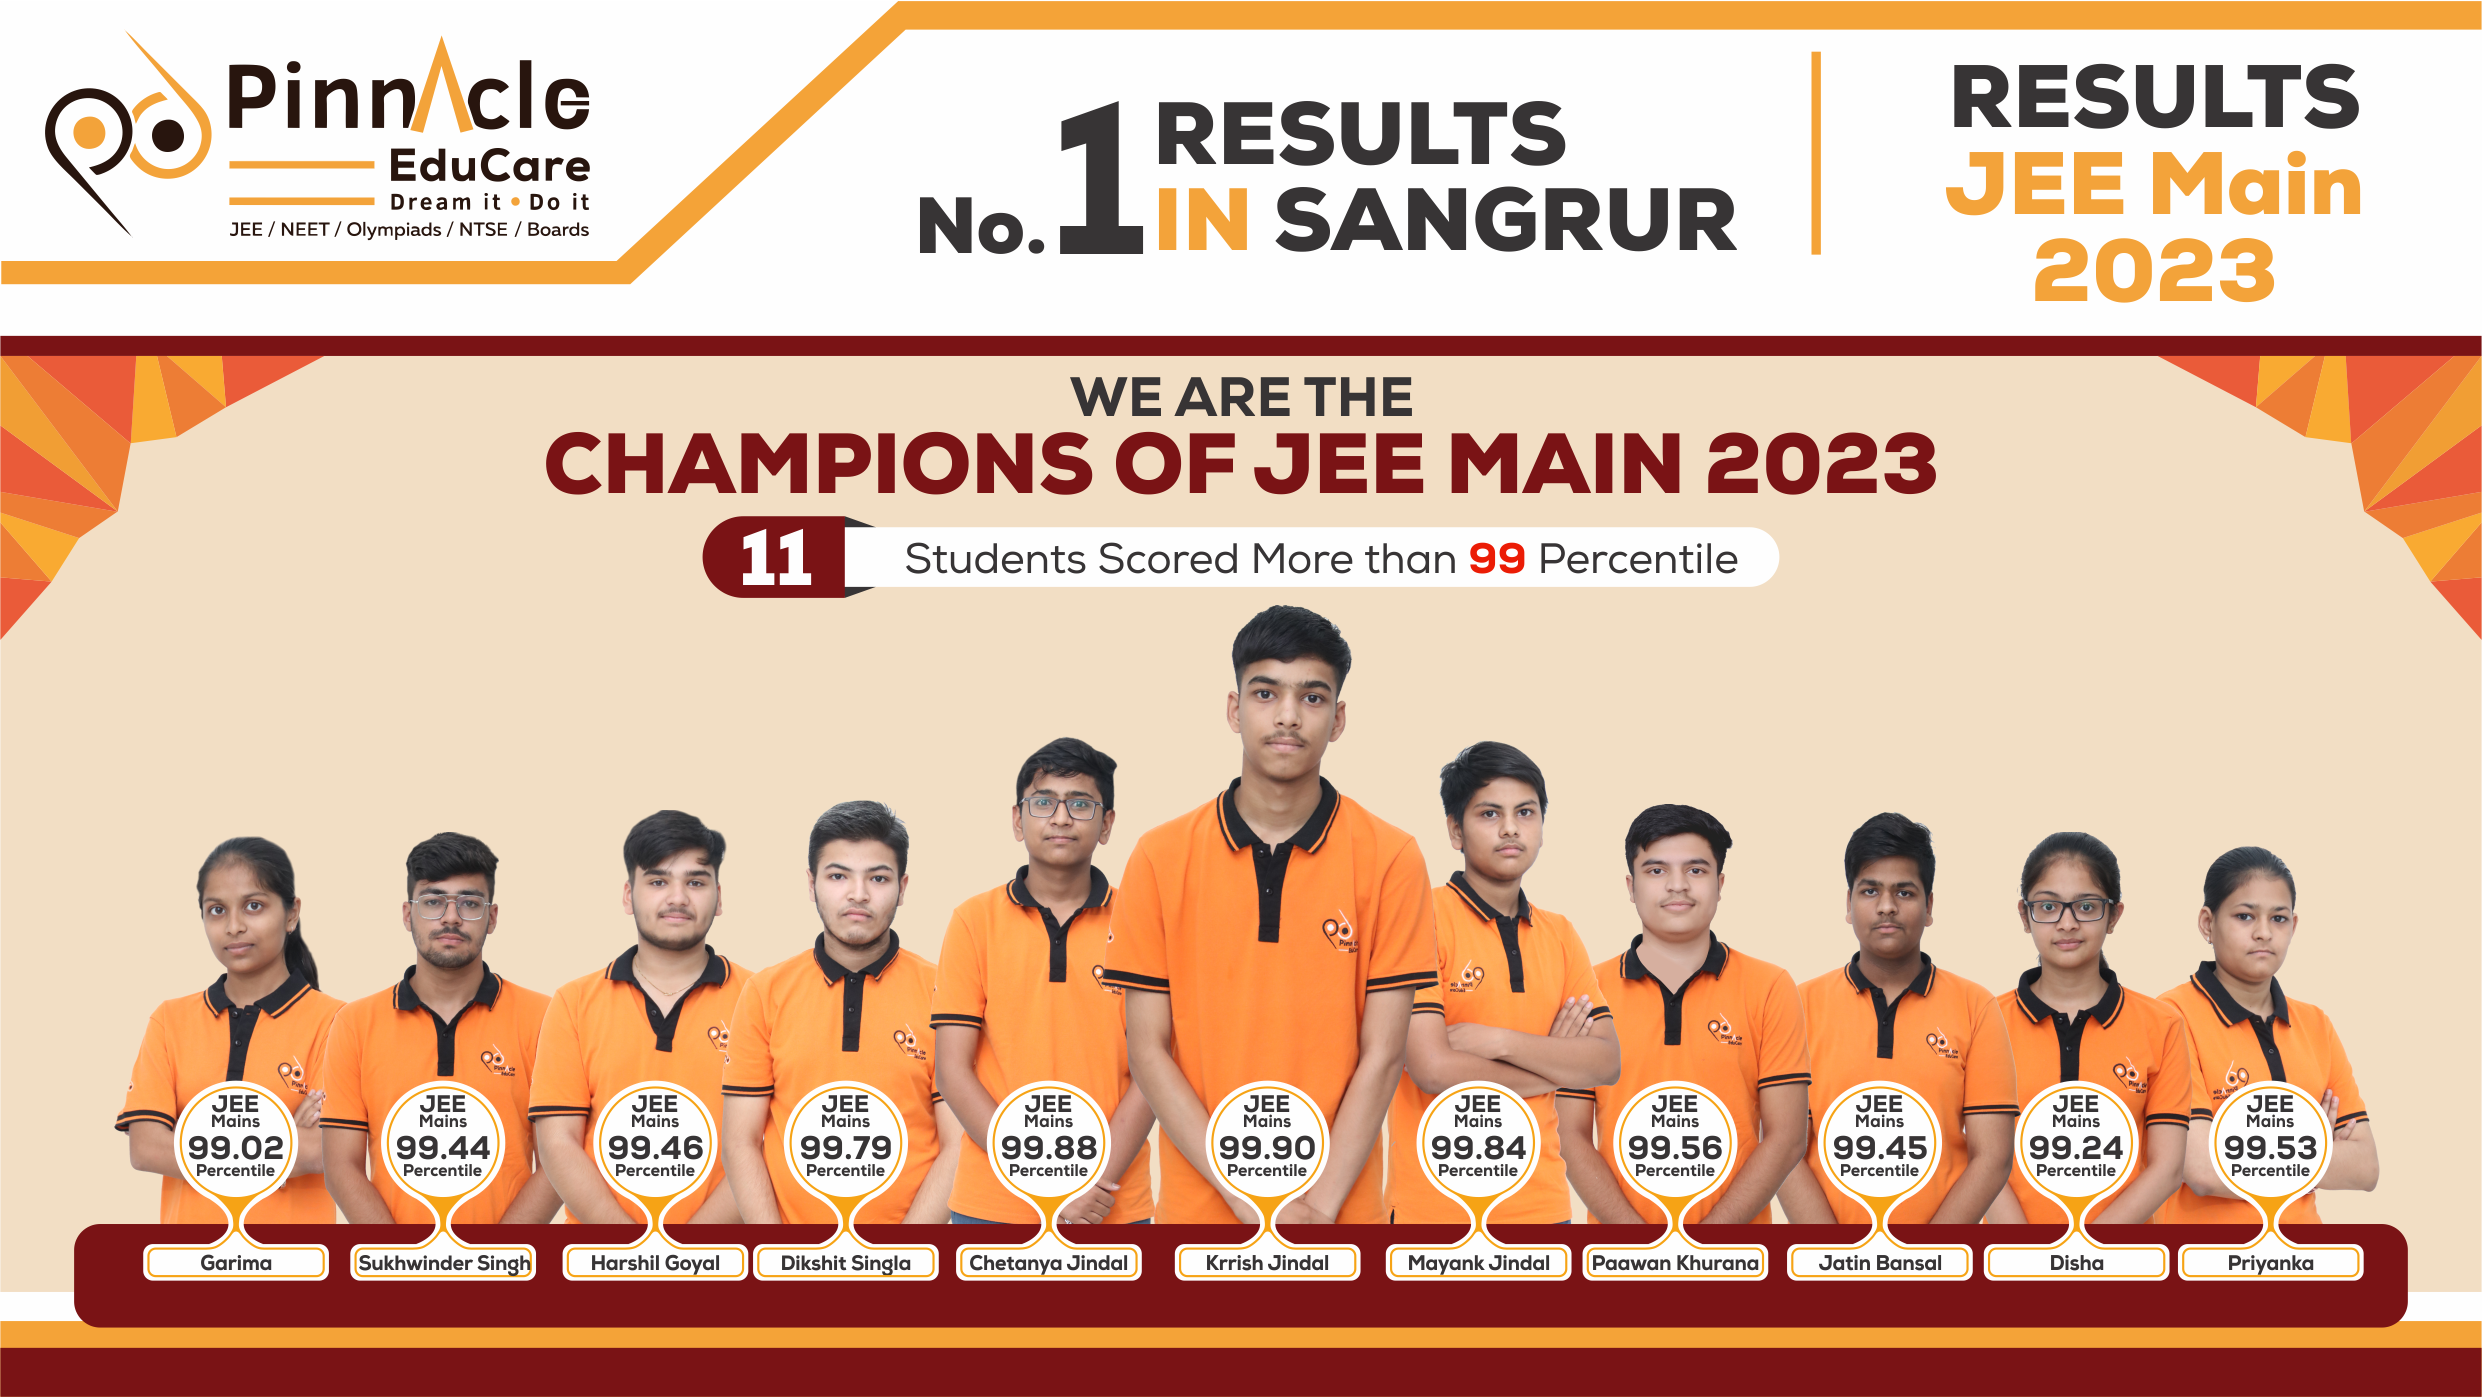 Pinnacle
EduCare
Dream it • Do it
JEE / NEET / Olympiads / NTSE / Boards
No. 1 RESULTS
IN SANGRUR
RESULTS
JEE Main
2023
WE ARE THE
CHAMPIONS OF JEE MAIN 2023
11 Students Scored More than 99 Percentile
JEE
Mains
99.02
Percentile
Garima
JEE
Mains
99.44
Percentile
Sukhwinder Singh
JEE
Mains
99.46
Percentile
Harshil Goyal
JEE
Mains
99.79
Percentile
Dikshit Singla
JEE
Mains
99.88
Percentile
Chetanya Jindal
JEE
Mains
99.90
Percentile
Krrish Jindal
JEE
Mains
99.84
Percentile
Mayank Jindal
JEE
Mains
99.56
Percentile
Paawan Khurana
JEE
Mains
99.45
Percentile
Jatin Bansal
JEE
Mains
99.24
Percentile
Disha
JEE
Mains
99.53
Percentile
Priyanka